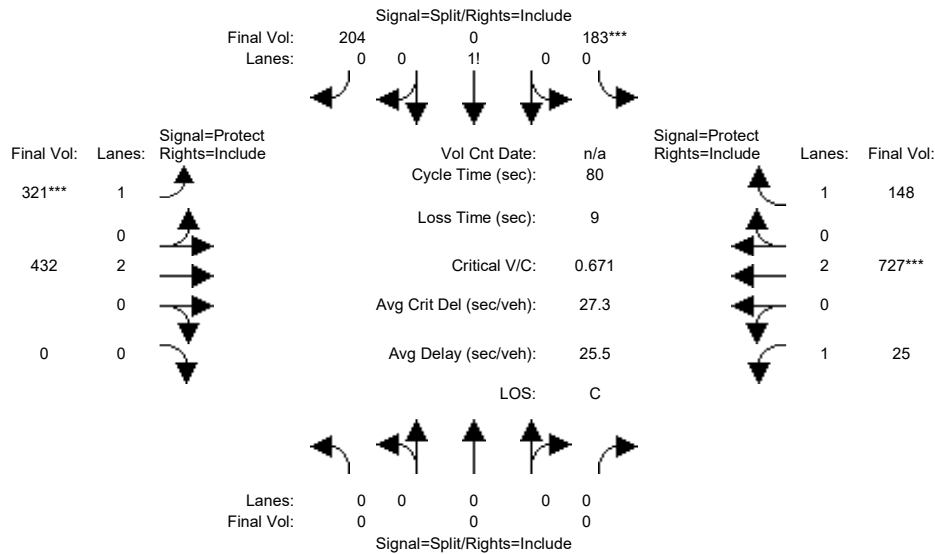 Signal=Split/Rights=Include
Final Vol: 204 0 183***
Lanes: 0 0 1! 0 0
Signal=Protect
Final Vol: Lanes: Rights=Include
Vol Cnt Date: n/a
Signal=Protect
Rights=Include Lanes: Final Vol:
Cycle Time (sec): 80
321*** 1
1 148
Loss Time (sec): 9
0
0
432 2
Critical V/C: 0.671
2 727***
0
Avg Crit Del (sec/veh): 27.3
0
0 0
Avg Delay (sec/veh): 25.5
1 25
LOS: C
Lanes: 0 0 0 0 0
Final Vol: 0 0 0
Signal=Split/Rights=Include